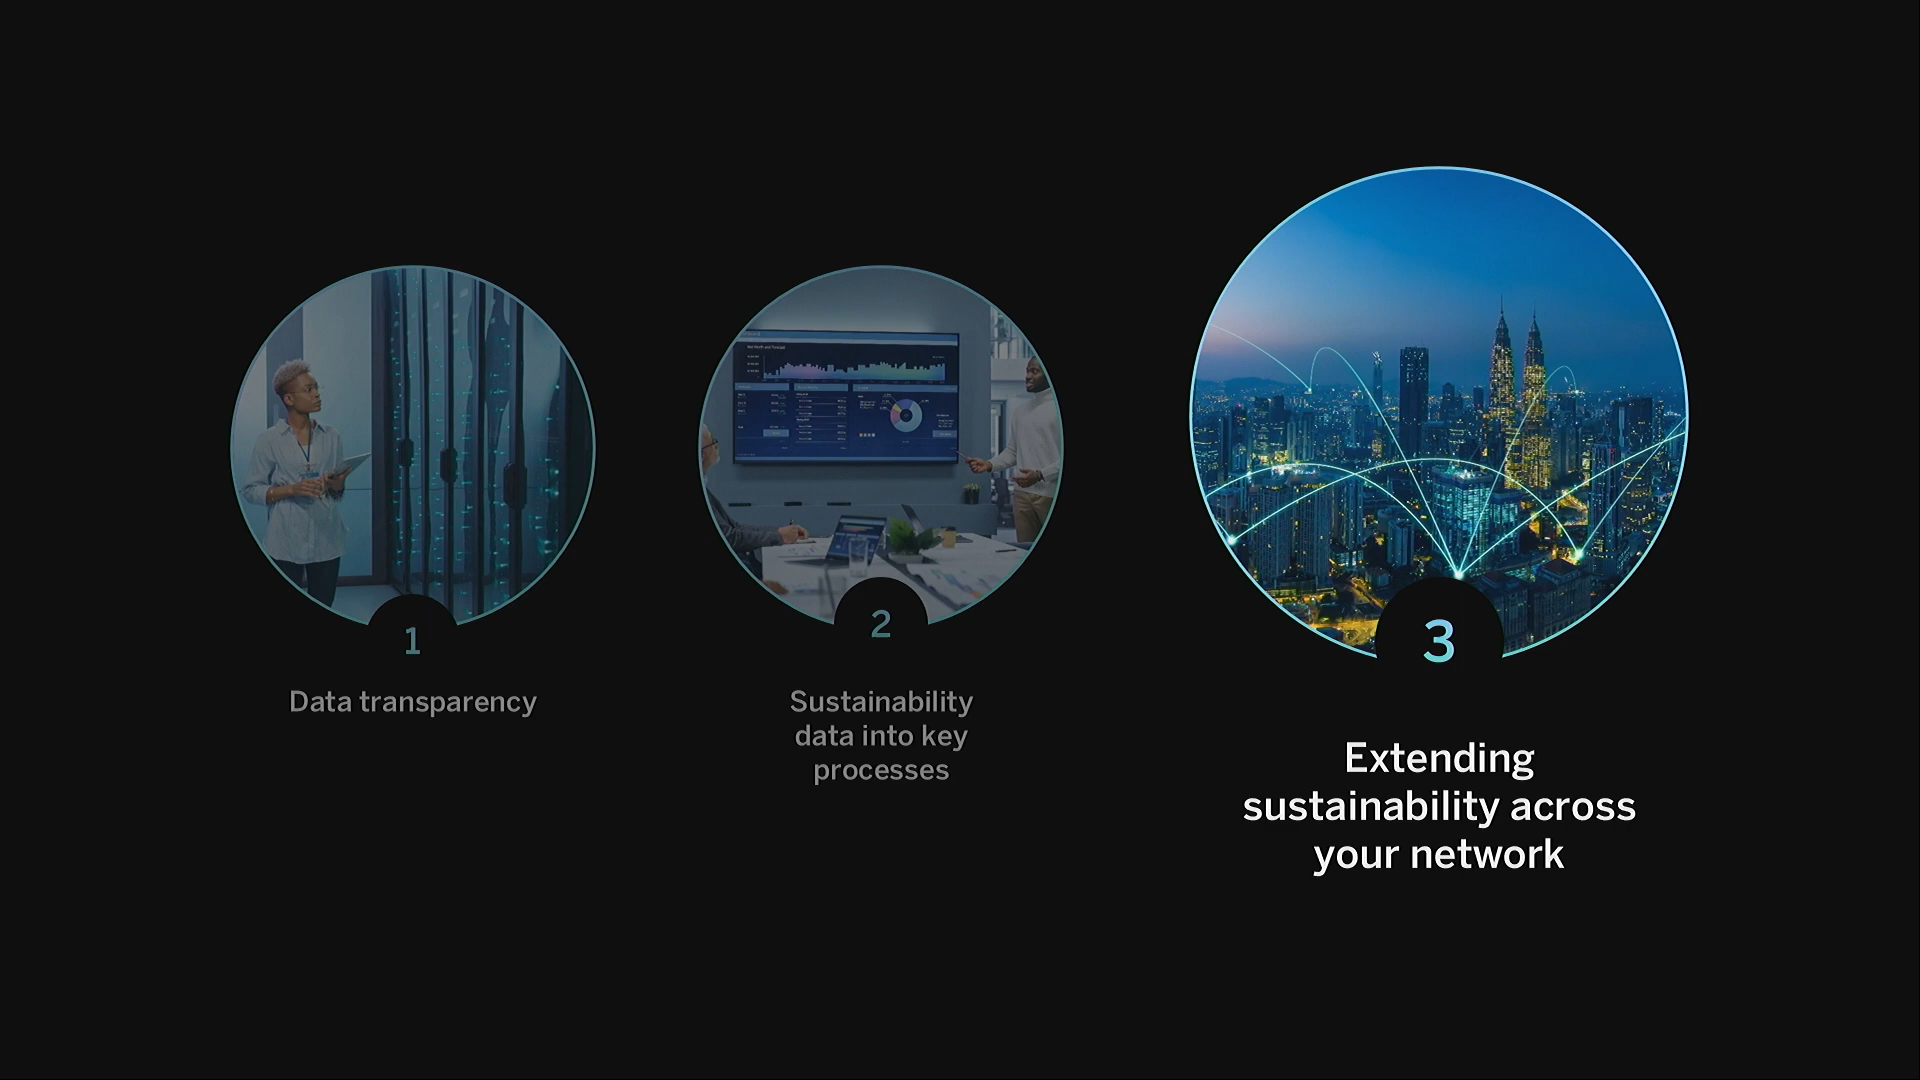 1
Data transparency
2
Sustainability
data into key
processes
3
Extending
sustainability across
your network